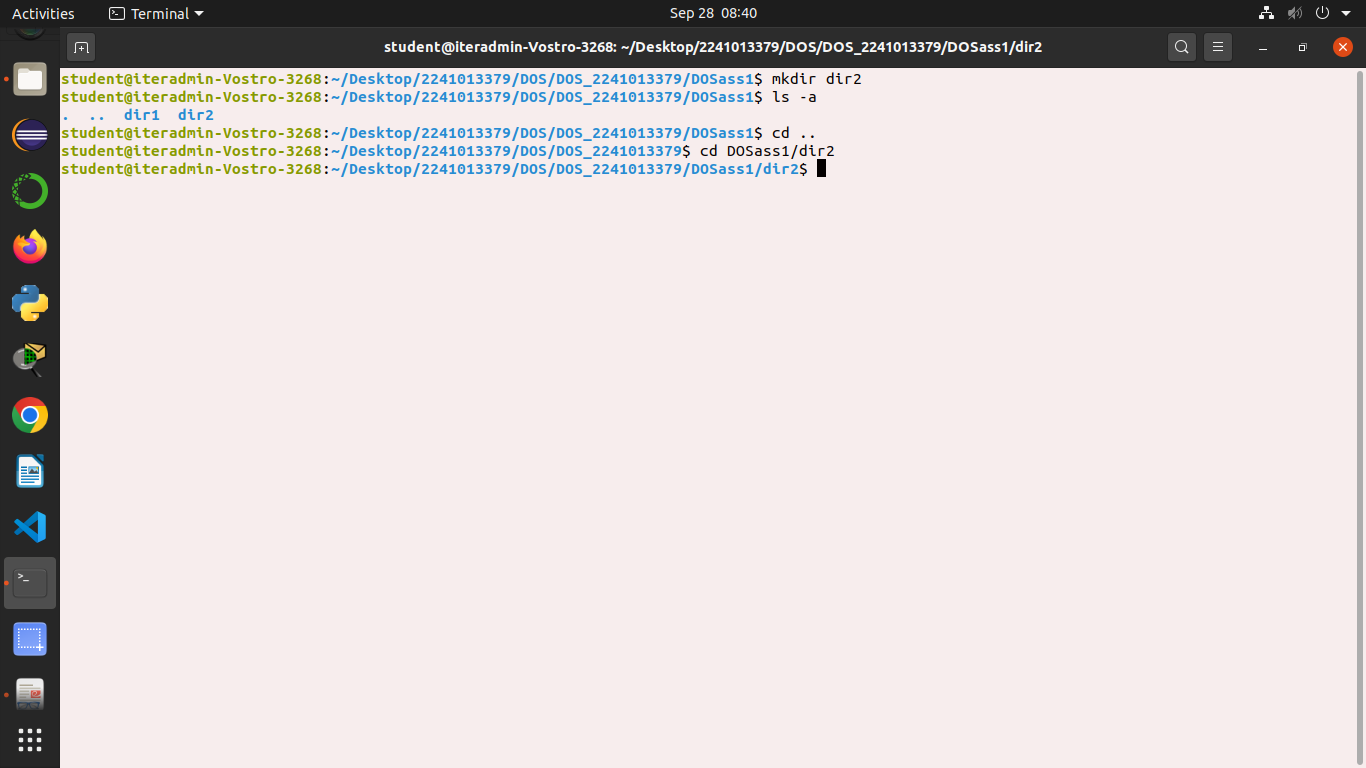 Activities Terminal Sep 28 08:40
student@iteradmin-Vostro-3268: ~/Desktop/2241013379/DOS/DOS_2241013379/DOSass1/dir2
student@iteradmin-Vostro-3268:~/Desktop/2241013379/DOS/DOS_2241013379/DOSass1$ mkdir dir2
student@iteradmin-Vostro-3268:~/Desktop/2241013379/DOS/DOS_2241013379/DOSass1$ ls -a
.  ..  dir1  dir2
student@iteradmin-Vostro-3268:~/Desktop/2241013379/DOS/DOS_2241013379/DOSass1$ cd ..
student@iteradmin-Vostro-3268:~/Desktop/2241013379/DOS/DOS_2241013379$ cd DOSass1/dir2
student@iteradmin-Vostro-3268:~/Desktop/2241013379/DOS/DOS_2241013379/DOSass1/dir2$